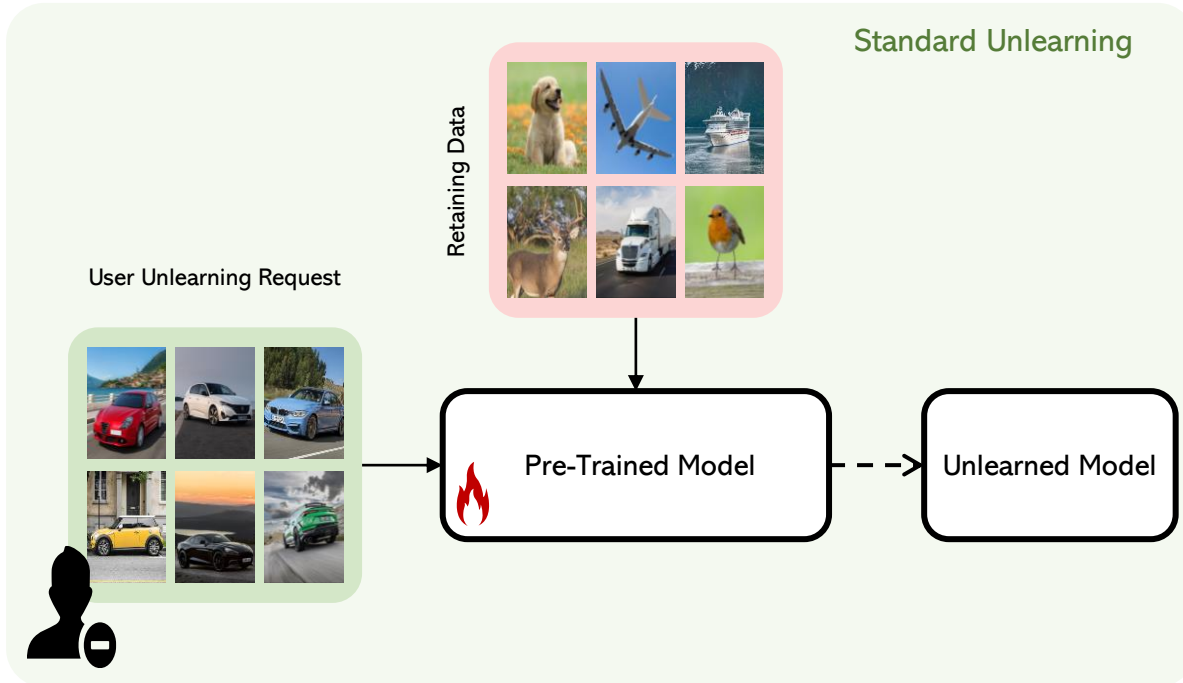 Standard Unlearning
Retaining Data
User Unlearning Request
Pre-Trained Model
Unlearned Model